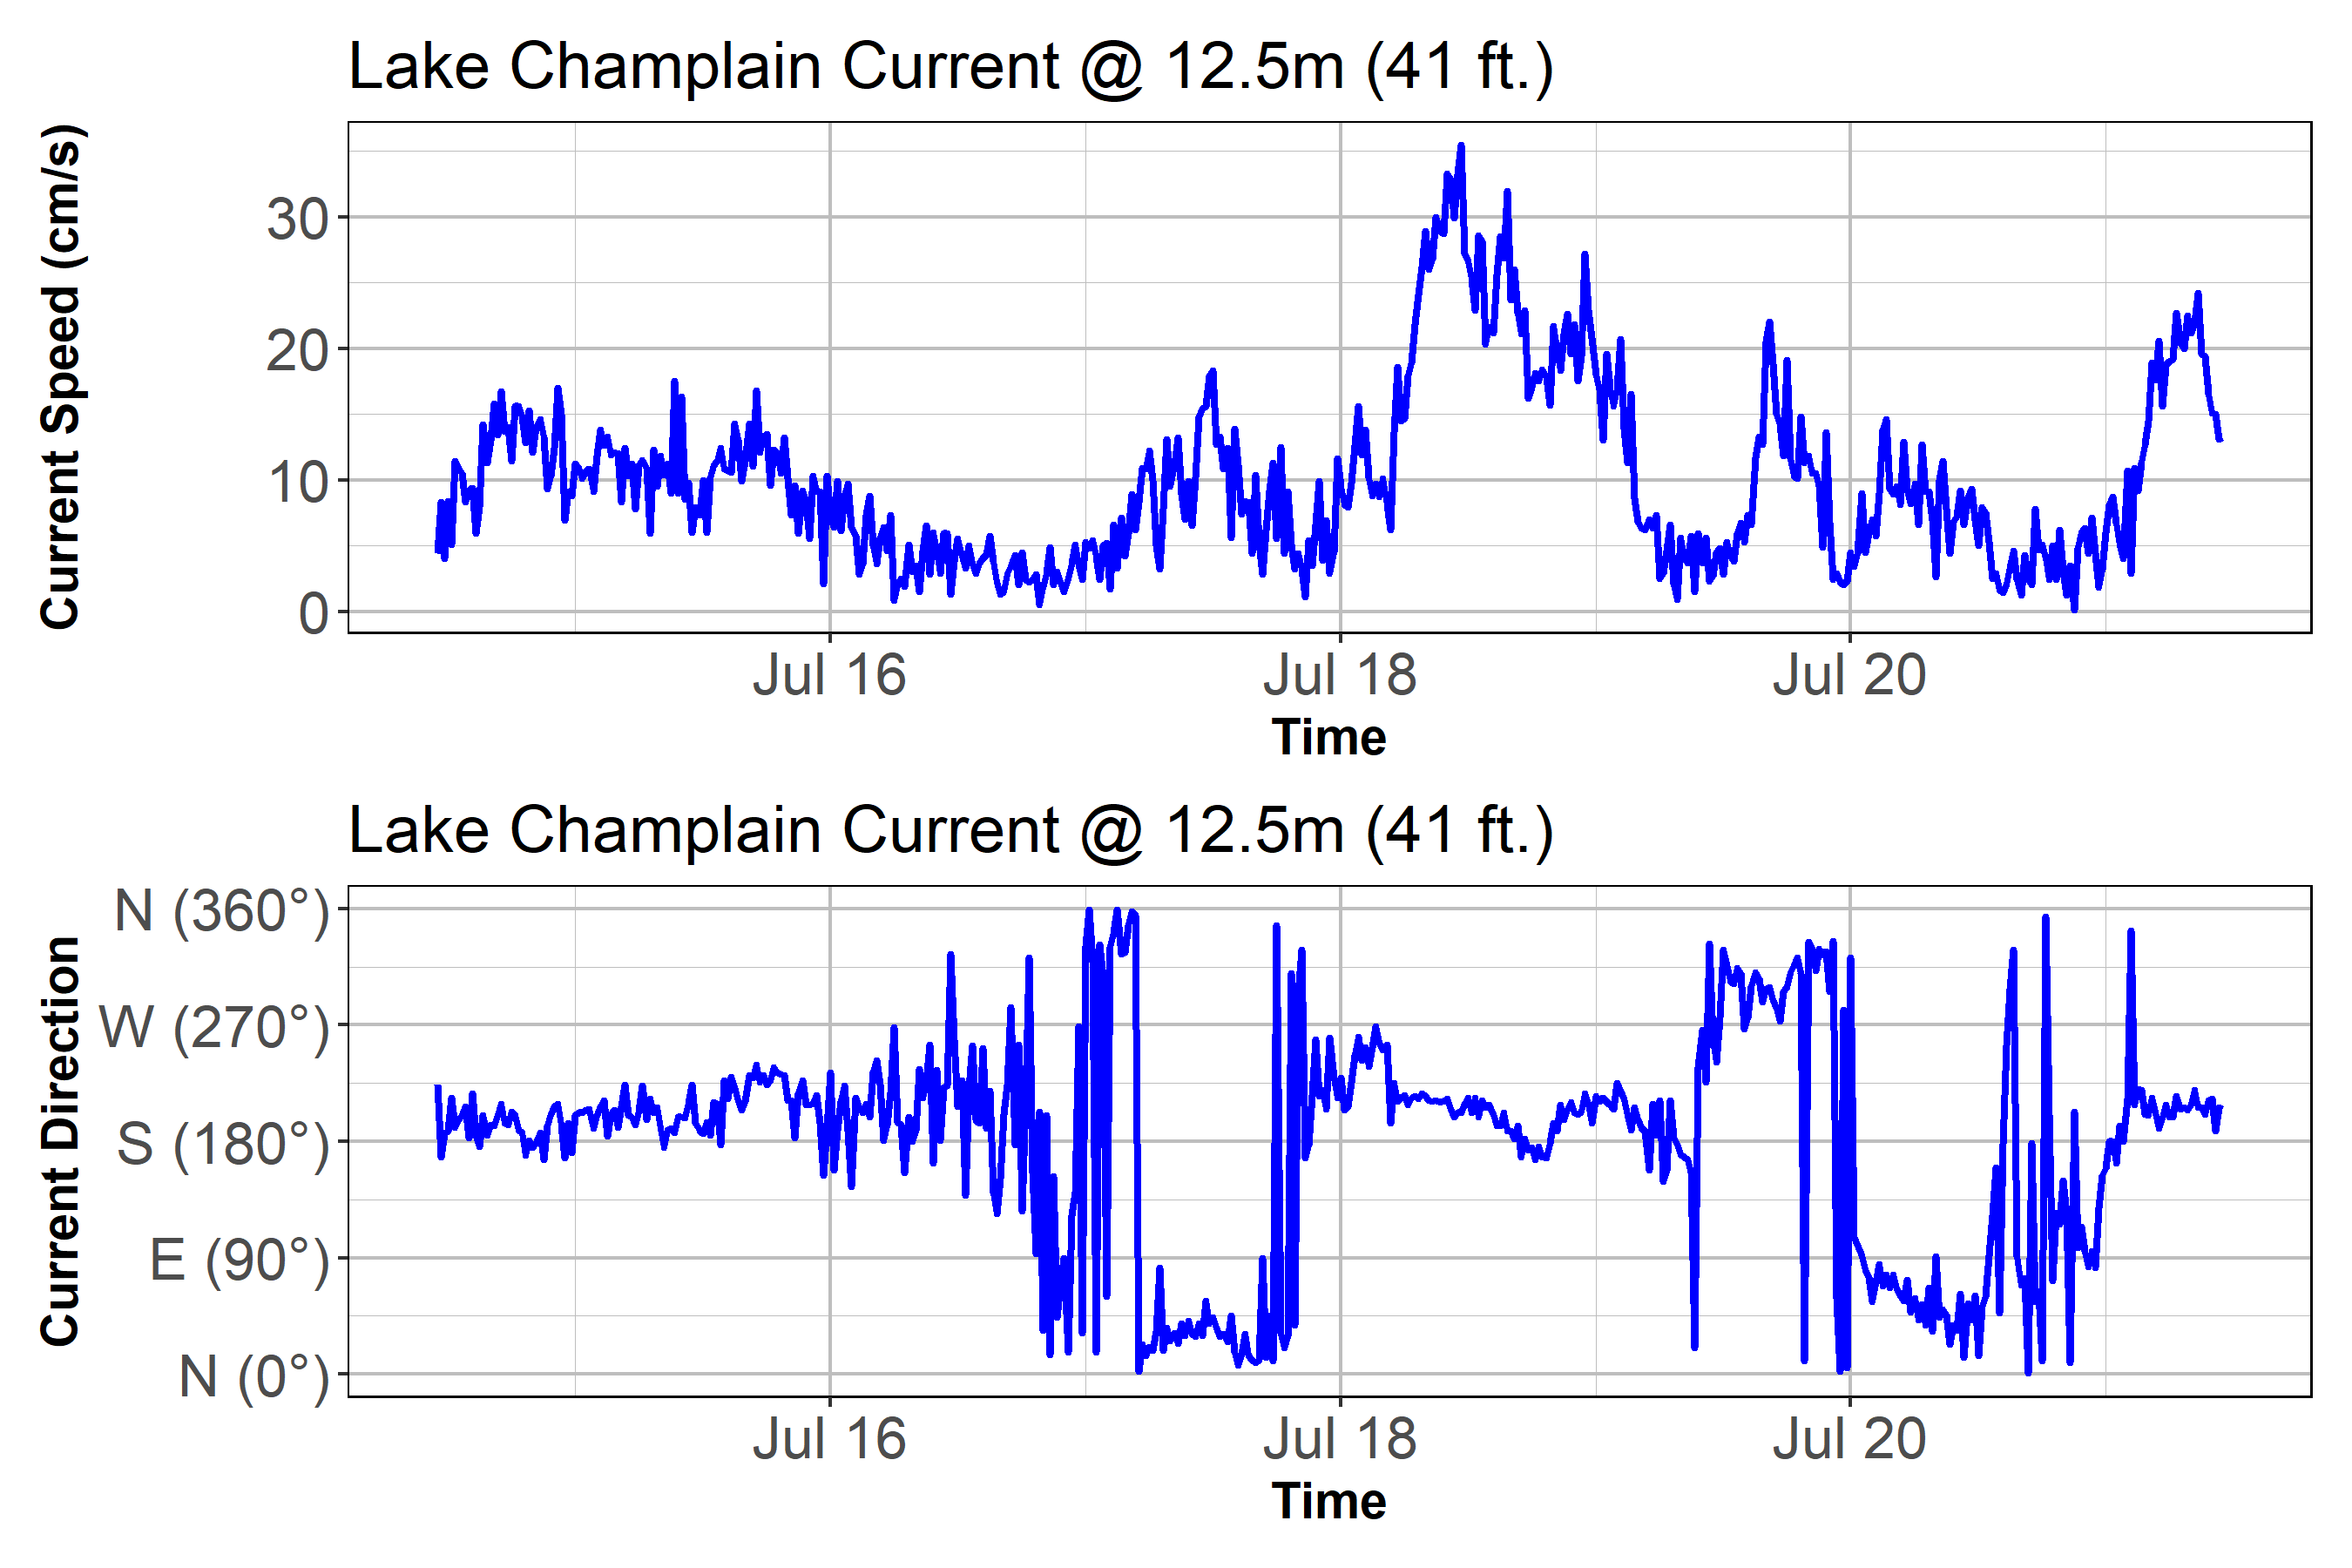 Lake Champlain Current @ 12.5m (41 ft.)
Current Speed (cm/s)
30
20
10
0
Jul 16
Jul 18
Jul 20
Time
Lake Champlain Current @ 12.5m (41 ft.)
Current Direction
N (360°)
W (270°)
S (180°)
E (90°)
N (0°)
Jul 16
Jul 18
Jul 20
Time